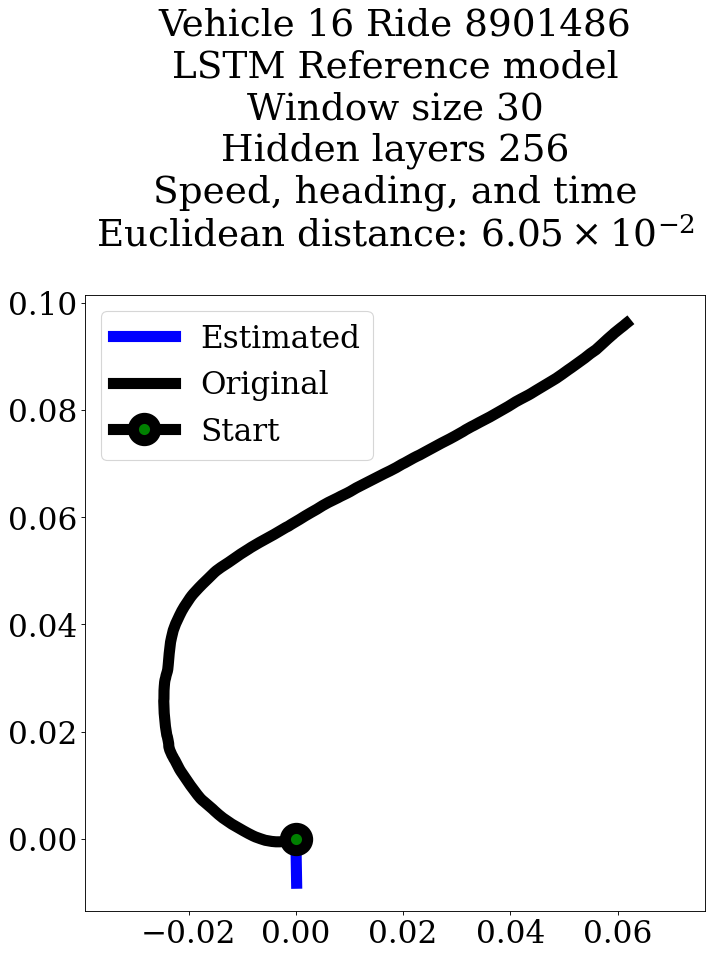 Vehicle 16 Ride 8901486
LSTM Reference model
Window size 30
Hidden layers 256
Speed, heading, and time
Euclidean distance: 6.05 × 10⁻²
Estimated
Original
Start
0.10
0.08
0.06
0.04
0.02
0.00
−0.02 0.00 0.02 0.04 0.06